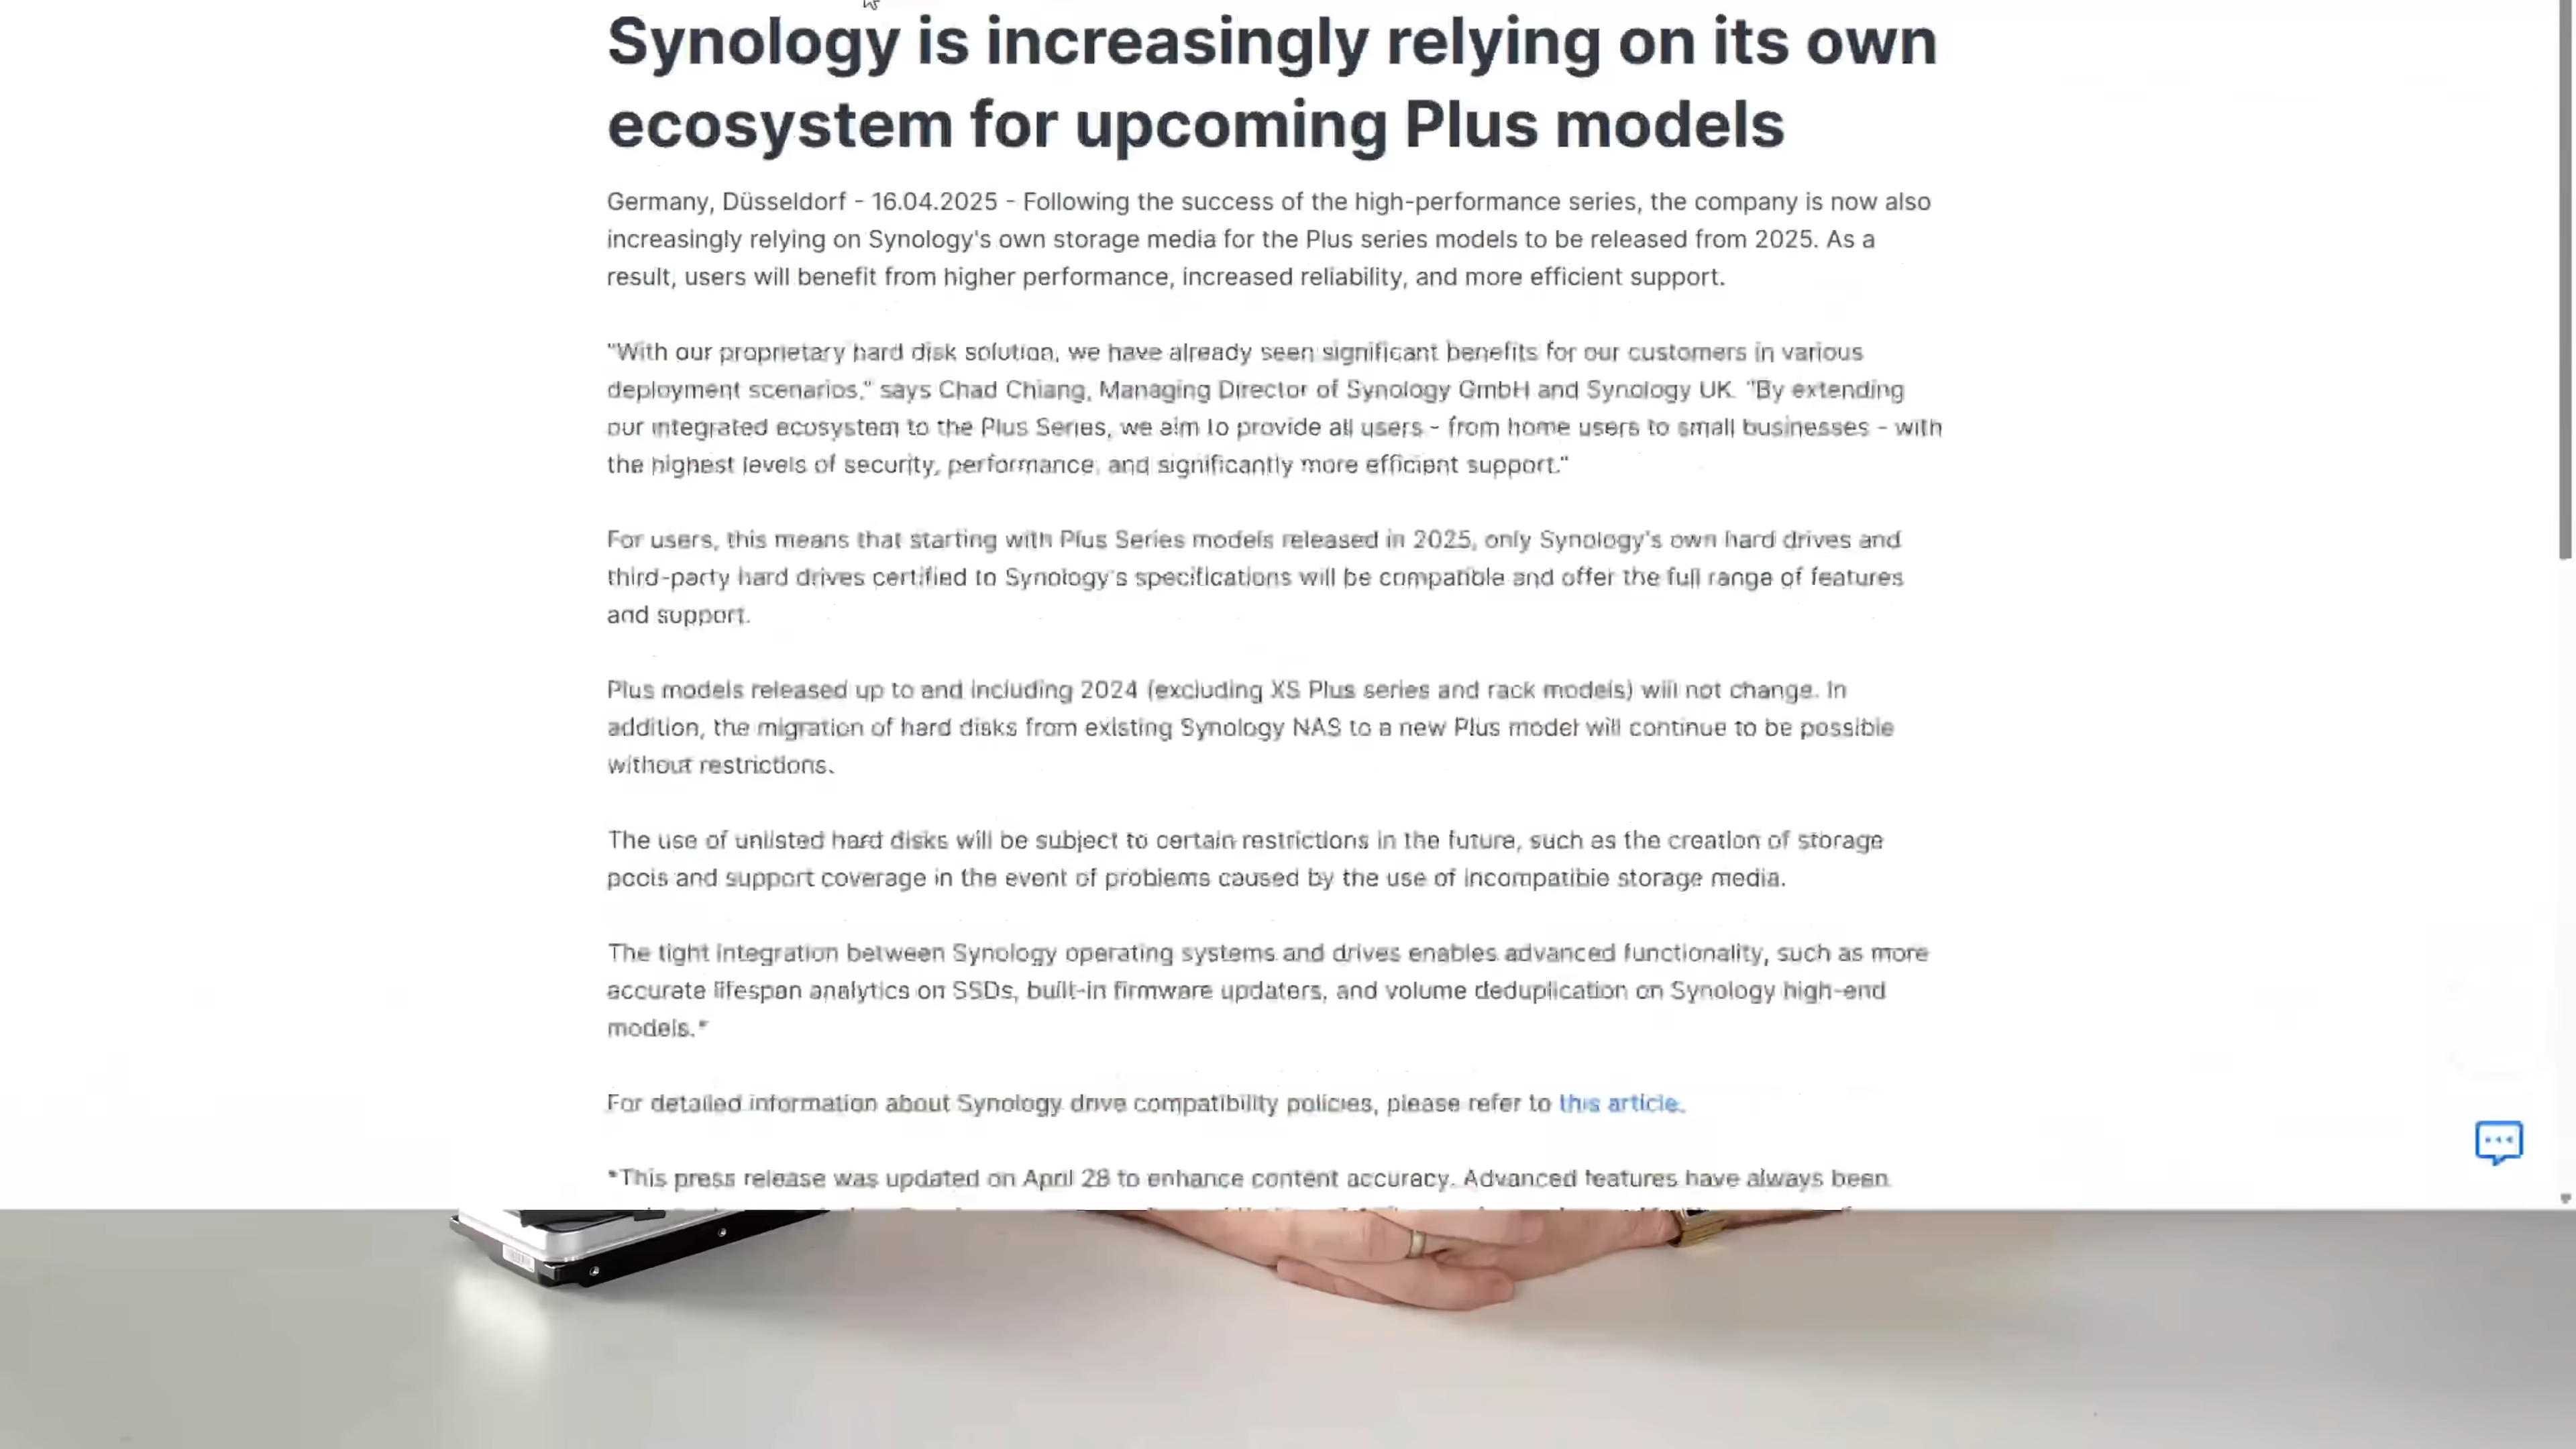 Synology is increasingly relying on its own
ecosystem for upcoming Plus models
Germany, Düsseldorf - 16.04.2025 - Following the success of the high-performance series, the company is now also
increasingly relying on Synology's own storage media for the Plus series models to be released from 2025. As a
result, users will benefit from higher performance, increased reliability, and more efficient support.
"With our proprietary hard disk solution, we have already seen significant benefits for our customers in various
deployment scenarios," says Chad Chiang, Managing Director of Synology GmbH and Synology UK. "By extending
our integrated ecosystem to the Plus Series, we aim to provide all users - from home users to small businesses - with
the highest levels of security, performance, and significantly more efficient support."
For users, this means that starting with Plus Series models released in 2025, only Synology's own hard drives and
third-party hard drives certified to Synology's specifications will be compatible and offer the full range of features
and support.
Plus models released up to and including 2024 (excluding XS Plus series and rack models) will not change. In
addition, the migration of hard disks from existing Synology NAS to a new Plus model will continue to be possible
without restrictions.
The use of unlisted hard disks will be subject to certain restrictions in the future, such as the creation of storage
pools and support coverage in the event of problems caused by the use of incompatible storage media.
The tight integration between Synology operating systems and drives enables advanced functionality, such as more
accurate lifespan analytics on SSDs, built-in firmware updaters, and volume deduplication on Synology high-end
models.*
For detailed information about Synology drive compatibility policies, please refer to this article.
*This press release was updated on April 28 to enhance content accuracy. Advanced features have always been